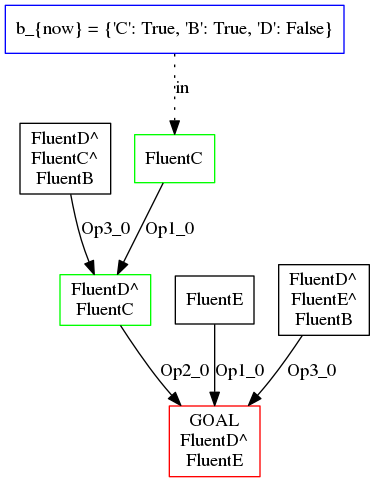 b_{now} = {'C': True, 'B': True, 'D': False}
in
FluentD^
FluentC^
FluentB
FluentC
Op3_0
Op1_0
FluentD^
FluentC
FluentE
FluentD^
FluentE^
FluentB
Op2_0
Op1_0
Op3_0
GOAL
FluentD^
FluentE